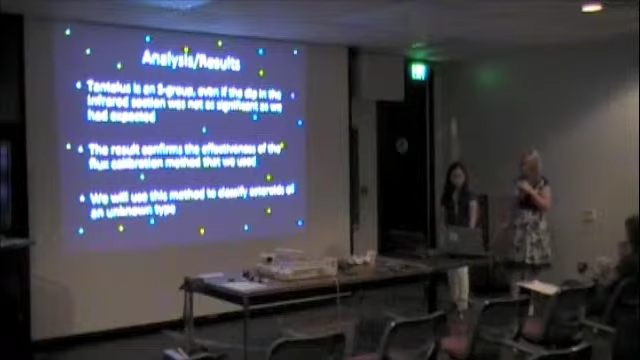 Analysis/Results
Tantalus is an S-group, even if the dip in the
infrared section was not as significant as we
had expected
The result confirms the effectiveness of the
flux calibration method that we used
We will use this method to classify asteroids of
an unknown type